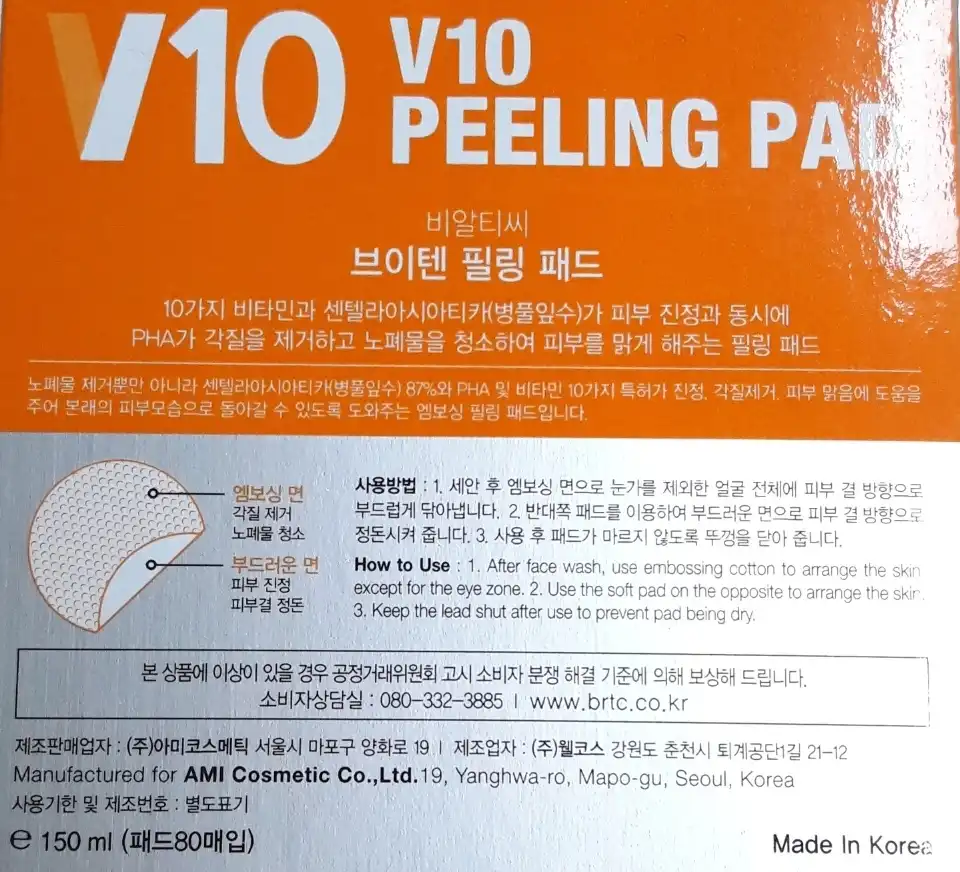 V10
V10
PEELING PAD
비알티씨
브이텐 필링 패드
10가지 비타민과 센텔라아시아티카(병풀잎수)가 피부 진정과 동시에
PHA가 각질을 제거하고 노폐물을 청소하여 피부를 맑게 해주는 필링 패드
노폐물 제거뿐만 아니라 센텔라아시아티카(병풀잎수) 87%와 PHA 및 비타민 10가지 특허가 진정, 각질제거, 피부 맑음에 도움을
주어 본래의 피부모습으로 돌아갈 수 있도록 도와주는 엠보싱 필링 패드입니다.
엠보싱 면
각질 제거
노폐물 청소
부드러운 면
피부 진정
피부결 정돈
사용방법 : 1. 세안 후 엠보싱 면으로 눈가를 제외한 얼굴 전체에 피부 결 방향으로
부드럽게 닦아냅니다. 2. 반대쪽 패드를 이용하여 부드러운 면으로 피부 결 방향으로
정돈시켜 줍니다. 3. 사용 후 패드가 마르지 않도록 뚜껑을 닫아 줍니다.
How to Use : 1. After face wash, use embossing cotton to arrange the skin
except for the eye zone. 2. Use the soft pad on the opposite to arrange the skin.
3. Keep the lead shut after use to prevent pad being dry.
본 상품에 이상이 있을 경우 공정거래위원회 고시 소비자 분쟁 해결 기준에 의해 보상해 드립니다.
소비자상담실 : 080-332-3885 I www.brtc.co.kr
제조판매업자 : (주)아미코스메틱 서울시 마포구 양화로 19 I 제조업자 : (주)웰코스 강원도 춘천시 퇴계공단1길 21-12
Manufactured for AMI Cosmetic Co.,Ltd.19, Yanghwa-ro, Mapo-gu, Seoul, Korea
사용기한 및 제조번호 : 별도표기
℮ 150 ml (패드80매입)
Made In Korea